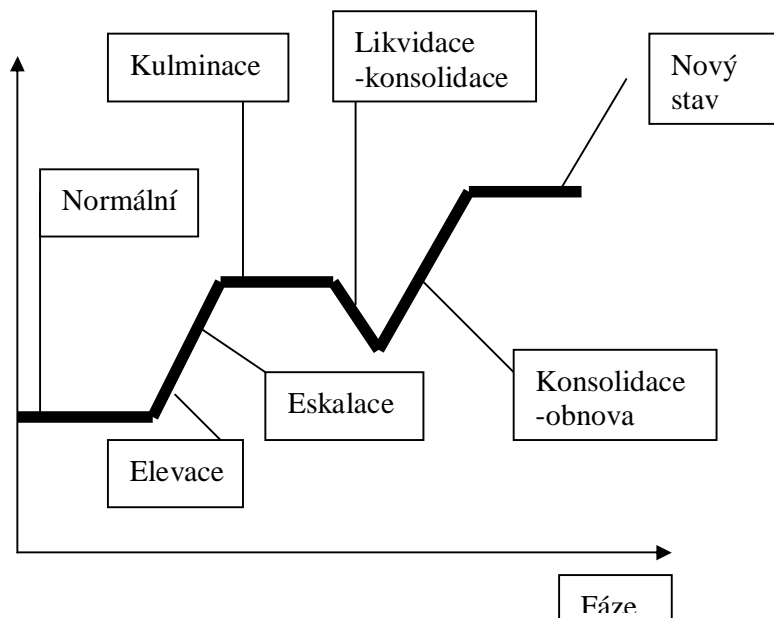 Kulminace
Likvidace
-konsolidace
Nový
stav
Normální
Eskalace
Konsolidace
-obnova
Elevace
Fáze